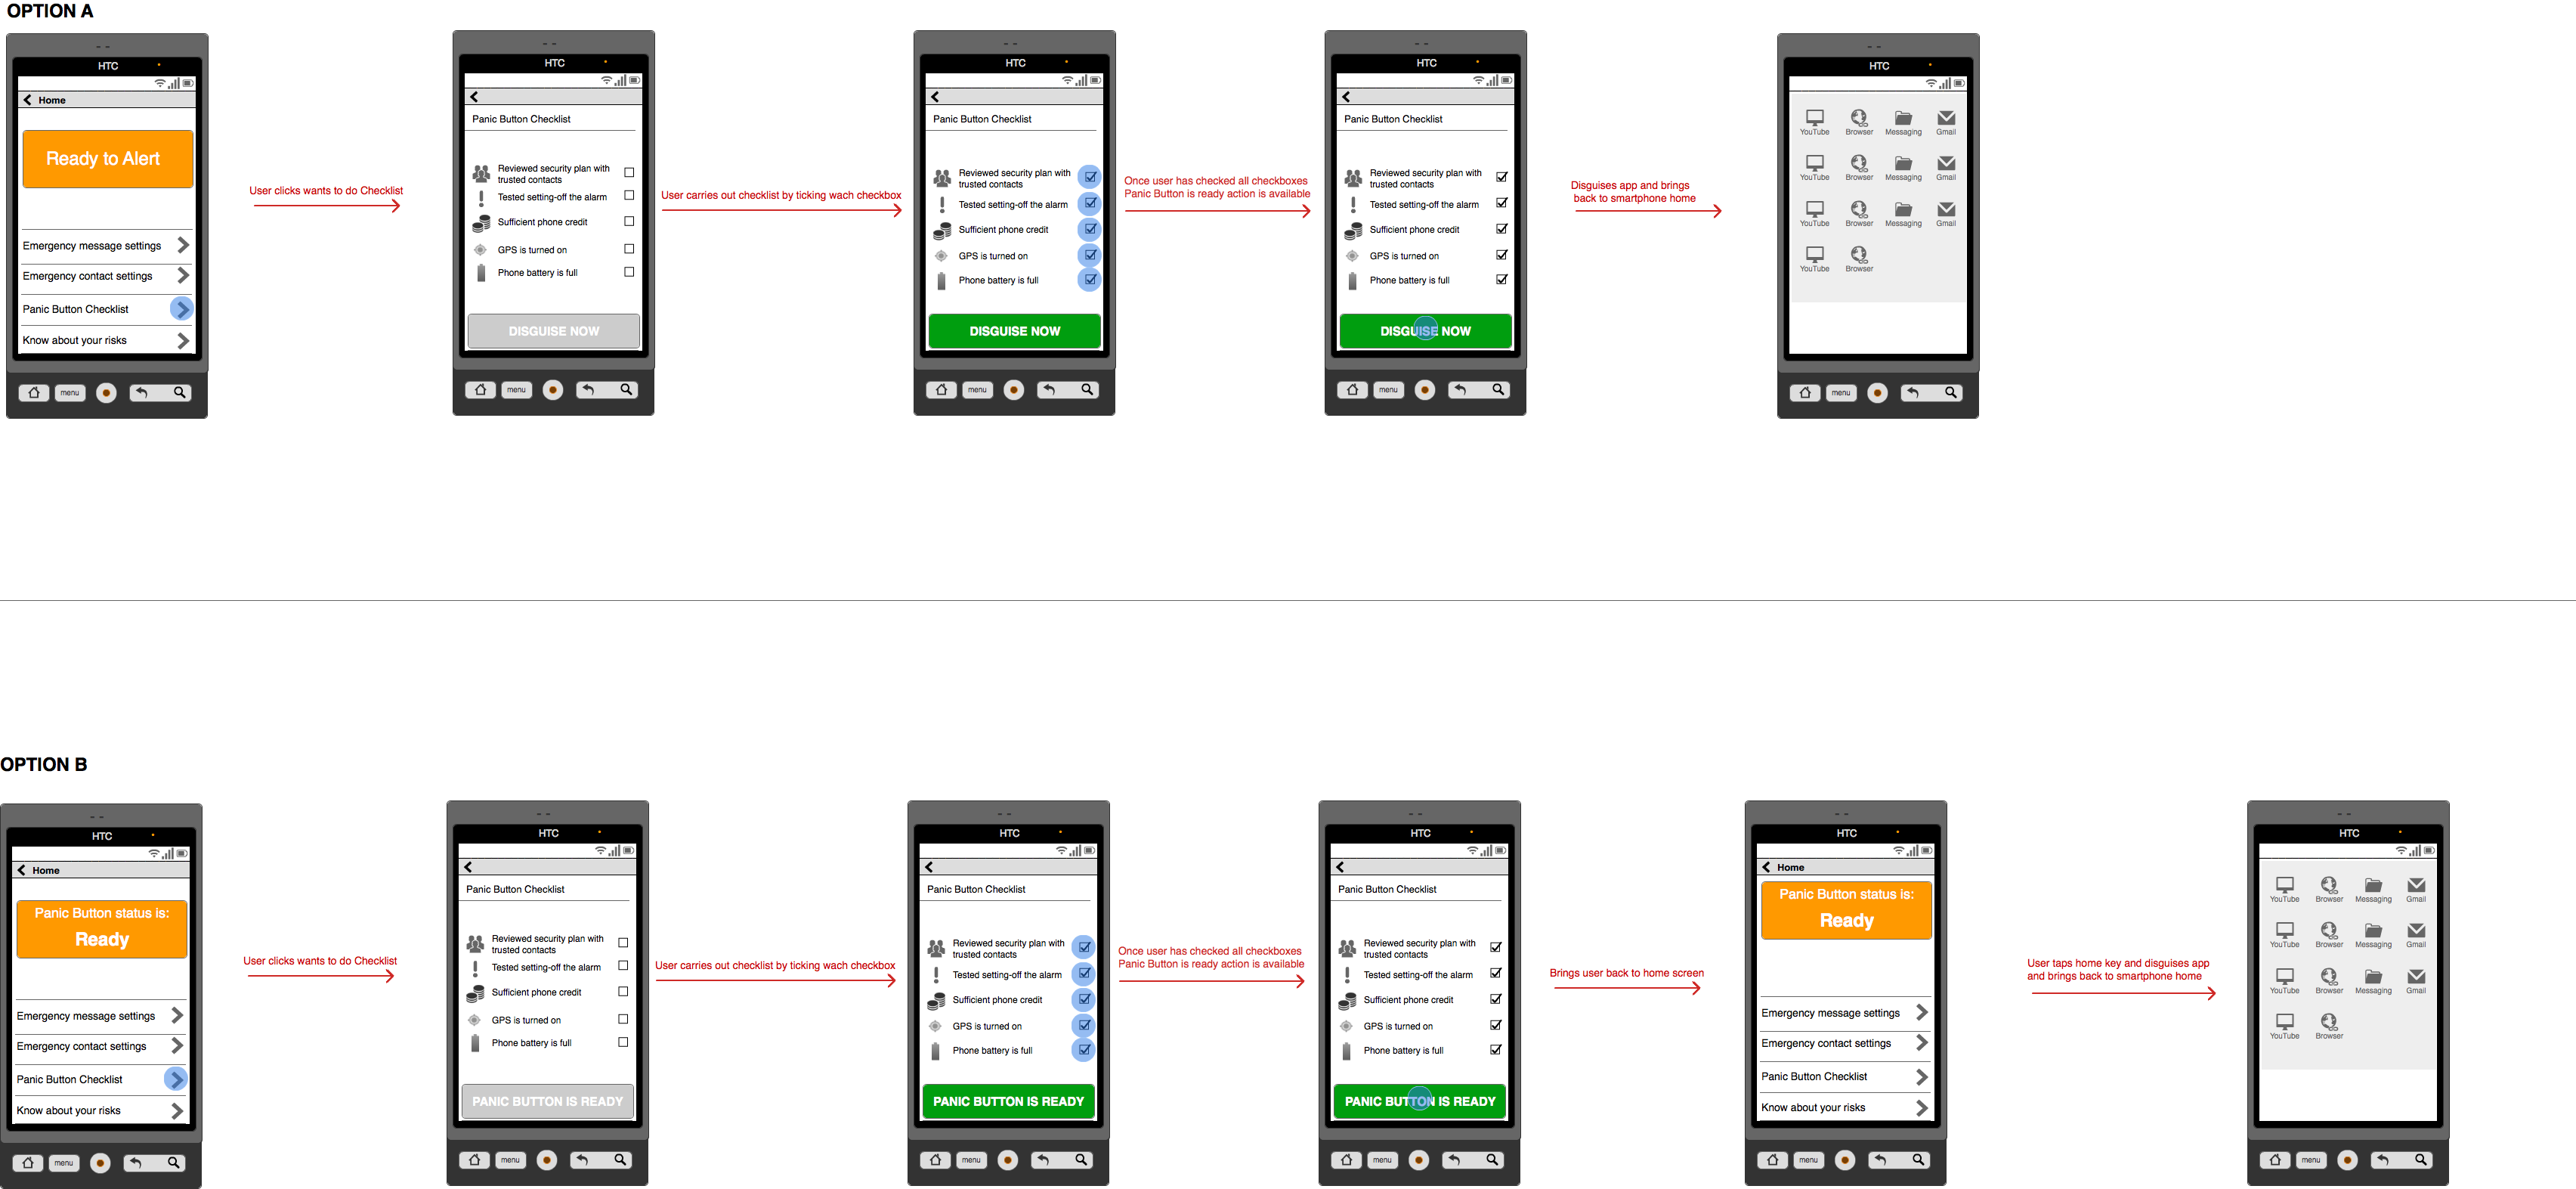 OPTION A
HTC
Home
Ready to Alert
Emergency message settings
Emergency contact settings
Panic Button Checklist
Know about your risks
menu
User clicks wants to do Checklist
HTC
Panic Button Checklist
Reviewed security plan with
trusted contacts
Tested setting-off the alarm
Sufficient phone credit
GPS is turned on
Phone battery is full
DISGUISE NOW
menu
User carries out checklist by ticking wach checkbox
HTC
Panic Button Checklist
Reviewed security plan with
trusted contacts
Tested setting-off the alarm
Sufficient phone credit
GPS is turned on
Phone battery is full
DISGUISE NOW
menu
Once user has checked all checkboxes
Panic Button is ready action is available
HTC
Panic Button Checklist
Reviewed security plan with
trusted contacts
Tested setting-off the alarm
Sufficient phone credit
GPS is turned on
Phone battery is full
DISGUISE NOW
menu
Disguises app and brings
back to smartphone home
HTC
YouTube Browser Messaging Gmail
YouTube Browser Messaging Gmail
YouTube Browser Messaging Gmail
YouTube Browser
menu
OPTION B
HTC
Home
Panic Button status is:
Ready
Emergency message settings
Emergency contact settings
Panic Button Checklist
Know about your risks
menu
User clicks wants to do Checklist
HTC
Panic Button Checklist
Reviewed security plan with
trusted contacts
Tested setting-off the alarm
Sufficient phone credit
GPS is turned on
Phone battery is full
PANIC BUTTON IS READY
menu
User carries out checklist by ticking wach checkbox
HTC
Panic Button Checklist
Reviewed security plan with
trusted contacts
Tested setting-off the alarm
Sufficient phone credit
GPS is turned on
Phone battery is full
PANIC BUTTON IS READY
menu
Once user has checked all checkboxes
Panic Button is ready action is available
HTC
Panic Button Checklist
Reviewed security plan with
trusted contacts
Tested setting-off the alarm
Sufficient phone credit
GPS is turned on
Phone battery is full
PANIC BUTTON IS READY
menu
Brings user back to home screen
HTC
Home
Panic Button status is:
Ready
Emergency message settings
Emergency contact settings
Panic Button Checklist
Know about your risks
menu
User taps home key and disguises app
and brings back to smartphone home
HTC
YouTube Browser Messaging Gmail
YouTube Browser Messaging Gmail
YouTube Browser Messaging Gmail
YouTube Browser
menu